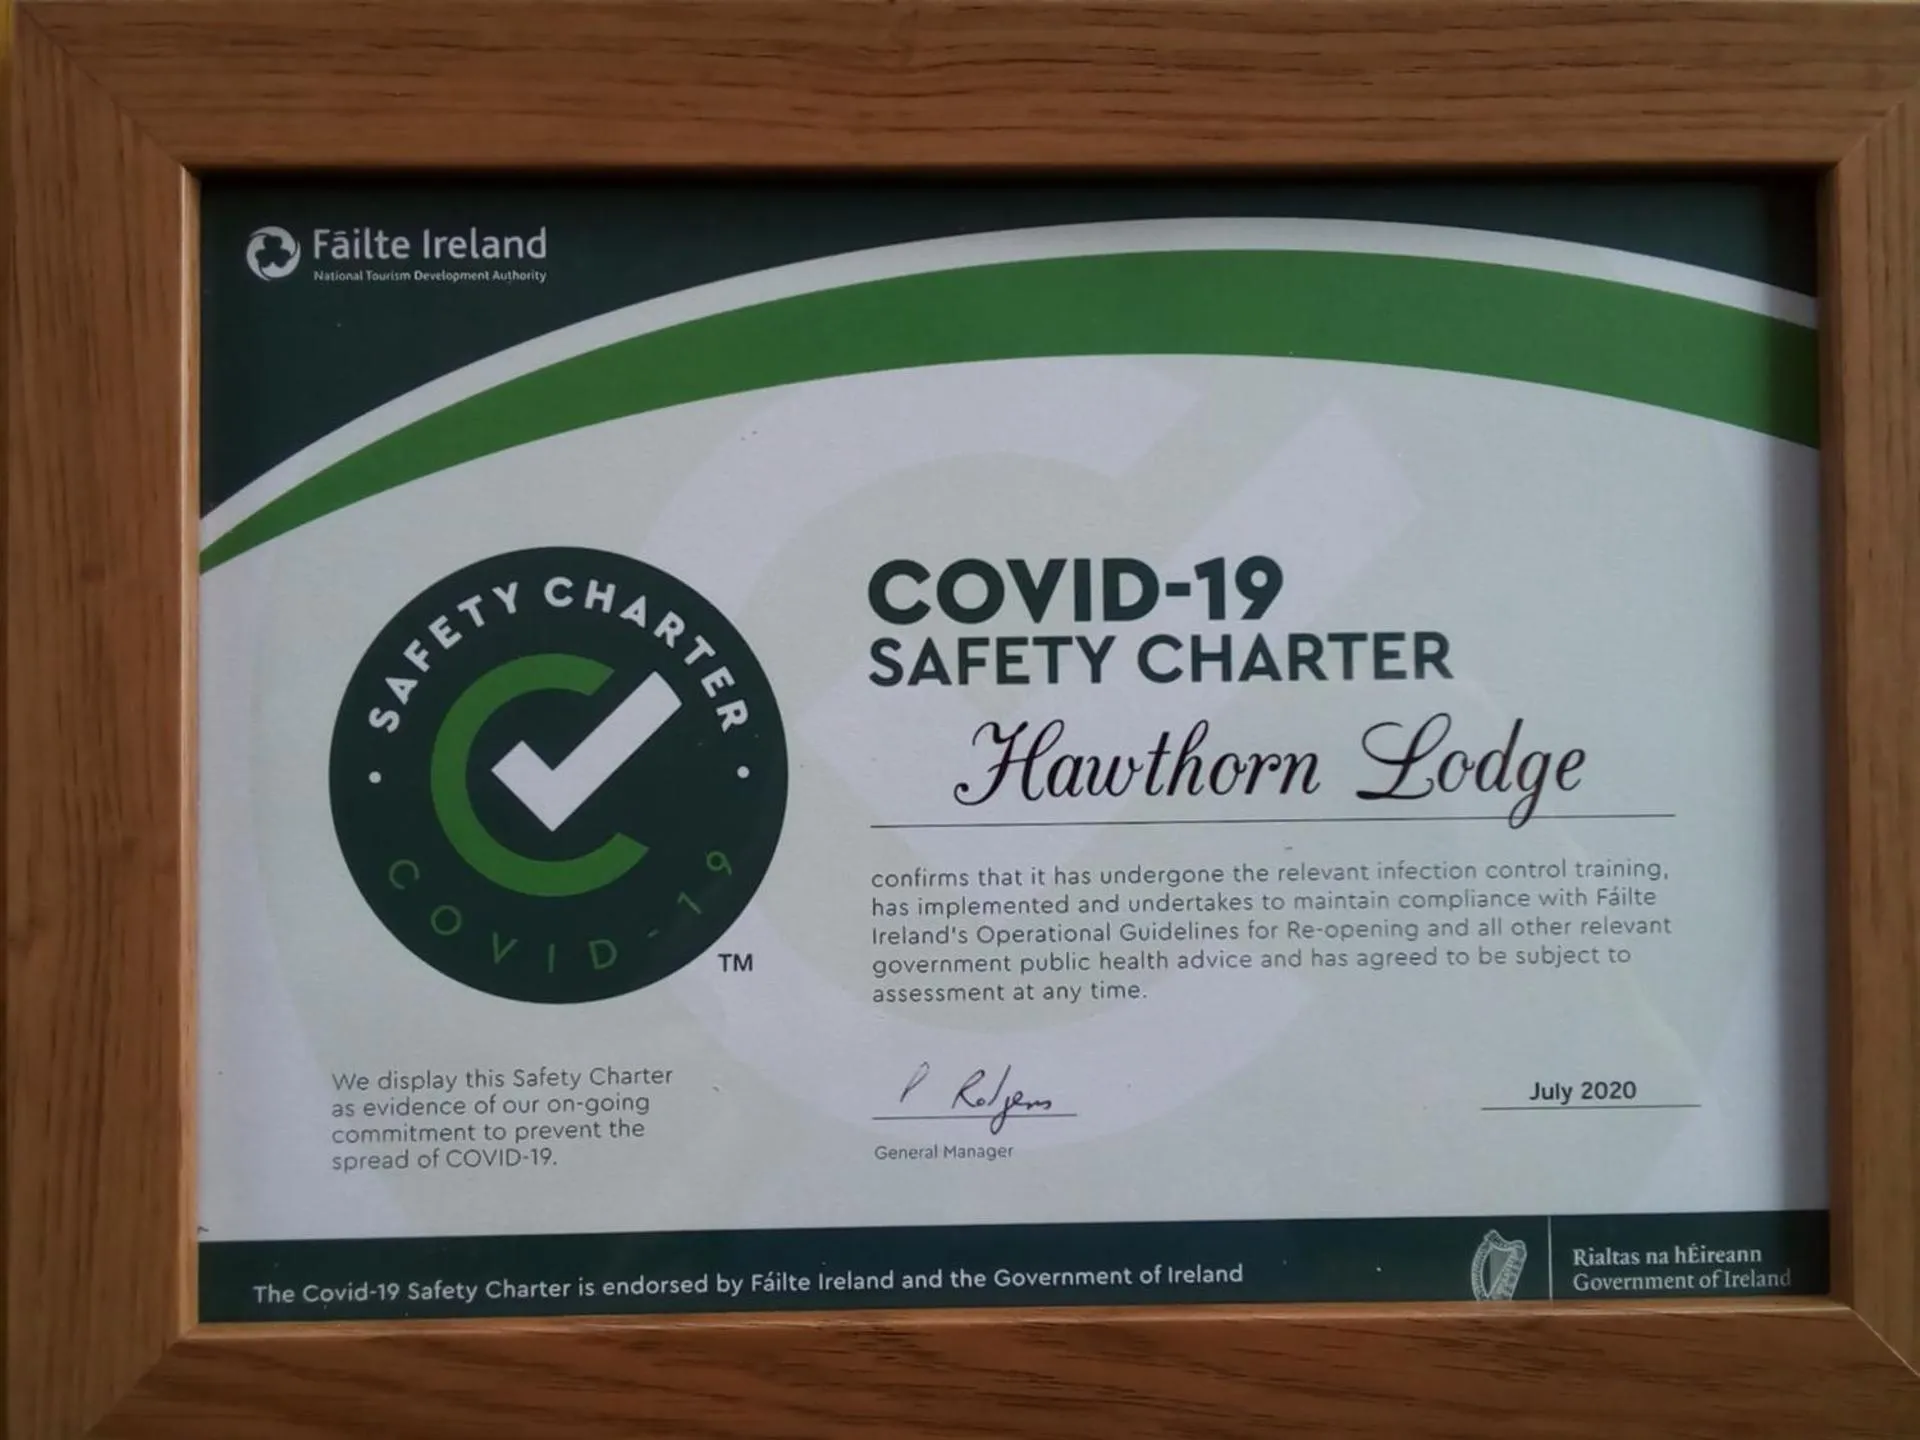 Fáilte Ireland
National Tourism Development Authority
SAFETY CHARTER
COVID-19
TM
COVID-19
SAFETY CHARTER
Hawthorn Lodge
confirms that it has undergone the relevant infection control training,
has implemented and undertakes to maintain compliance with Fáilte
Ireland's Operational Guidelines for Re-opening and all other relevant
government public health advice and has agreed to be subject to
assessment at any time.
We display this Safety Charter
as evidence of our on-going
commitment to prevent the
spread of COVID-19.
P Rodgers
General Manager
July 2020
The Covid-19 Safety Charter is endorsed by Fáilte Ireland and the Government of Ireland
Rialtas na hÉireann
Government of Ireland